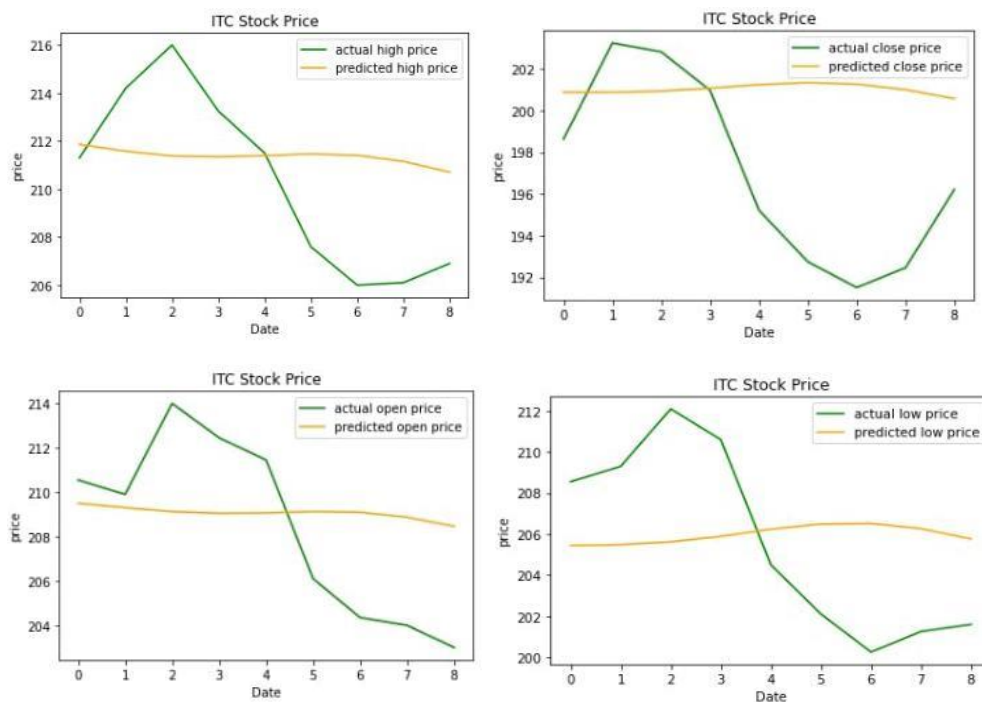 ITC Stock Price
actual high price
predicted high price
price
216
214
212
210
208
206
0 1 2 3 4 5 6 7 8
Date
ITC Stock Price
actual close price
predicted close price
price
202
200
198
196
194
192
0 1 2 3 4 5 6 7 8
Date
ITC Stock Price
actual open price
predicted open price
price
214
212
210
208
206
204
0 1 2 3 4 5 6 7 8
Date
ITC Stock Price
actual low price
predicted low price
price
212
210
208
206
204
202
200
0 1 2 3 4 5 6 7 8
Date